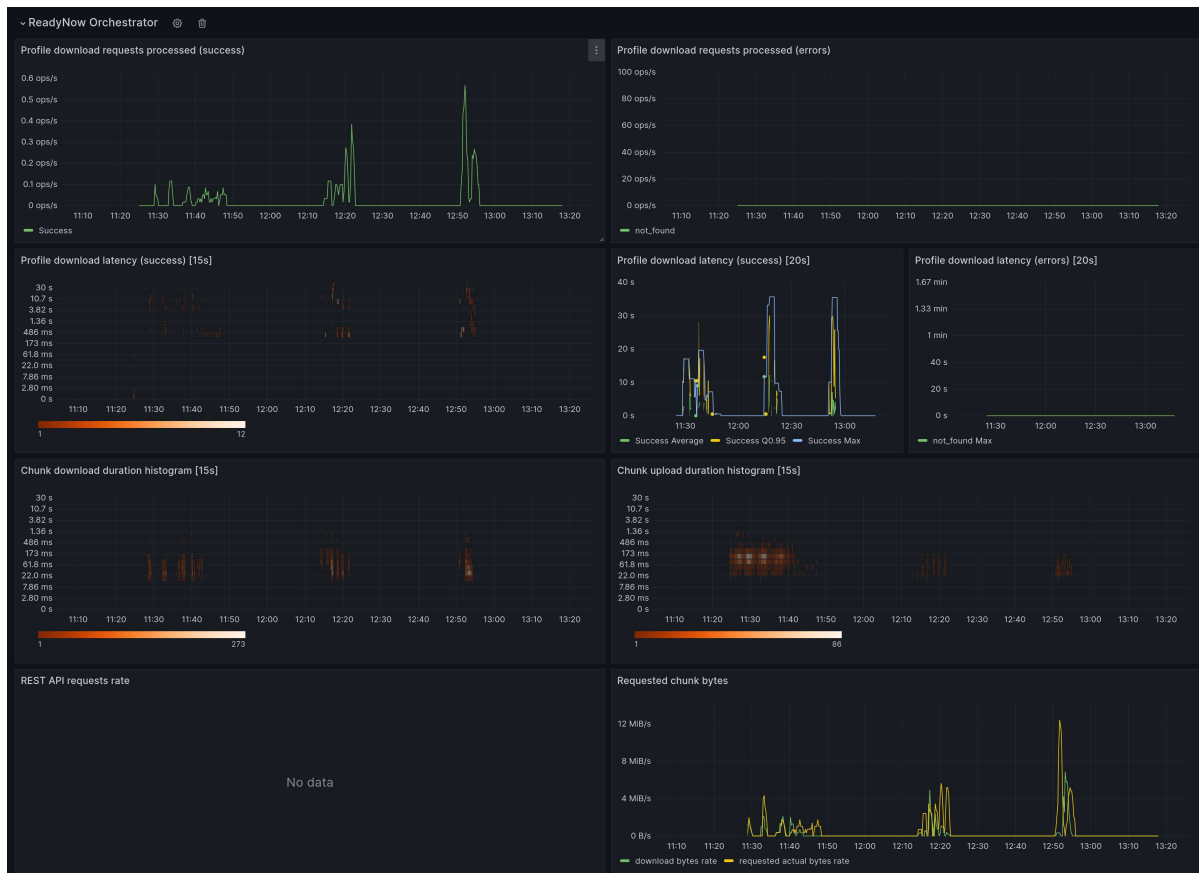 ReadyNow Orchestrator
Profile download requests processed (success)
0.6 ops/s
0.5 ops/s
0.4 ops/s
0.3 ops/s
0.2 ops/s
0.1 ops/s
0 ops/s
11:10 11:20 11:30 11:40 11:50 12:00 12:10 12:20 12:30 12:40 12:50 13:00 13:10 13:20
Success
Profile download requests processed (errors)
100 ops/s
80 ops/s
60 ops/s
40 ops/s
20 ops/s
0 ops/s
11:10 11:20 11:30 11:40 11:50 12:00 12:10 12:20 12:30 12:40 12:50 13:00 13:10 13:20
not_found
Profile download latency (success) [15s]
30 s
10.7 s
3.82 s
1.36 s
486 ms
173 ms
61.8 ms
22.0 ms
7.86 ms
2.80 ms
0 s
11:10 11:20 11:30 11:40 11:50 12:00 12:10 12:20 12:30 12:40 12:50 13:00 13:10 13:20
1 12
Profile download latency (success) [20s]
40 s
30 s
20 s
10 s
0 s
11:30 12:00 12:30 13:00
Success Average Success Q0.95 Success Max
Profile download latency (errors) [20s]
1.67 min
1.33 min
1 min
40 s
20 s
0 s
11:30 12:00 12:30 13:00
not_found Max
Chunk download duration histogram [15s]
30 s
10.7 s
3.82 s
1.36 s
486 ms
173 ms
61.8 ms
22.0 ms
7.86 ms
2.80 ms
0 s
11:10 11:20 11:30 11:40 11:50 12:00 12:10 12:20 12:30 12:40 12:50 13:00 13:10 13:20
1 273
Chunk upload duration histogram [15s]
30 s
10.7 s
3.82 s
1.36 s
486 ms
173 ms
61.8 ms
22.0 ms
7.86 ms
2.80 ms
0 s
11:10 11:20 11:30 11:40 11:50 12:00 12:10 12:20 12:30 12:40 12:50 13:00 13:10 13:20
1 86
REST API requests rate
No data
Requested chunk bytes
12 MiB/s
8 MiB/s
4 MiB/s
0 B/s
11:10 11:20 11:30 11:40 11:50 12:00 12:10 12:20 12:30 12:40 12:50 13:00 13:10 13:20
download bytes rate requested actual bytes rate